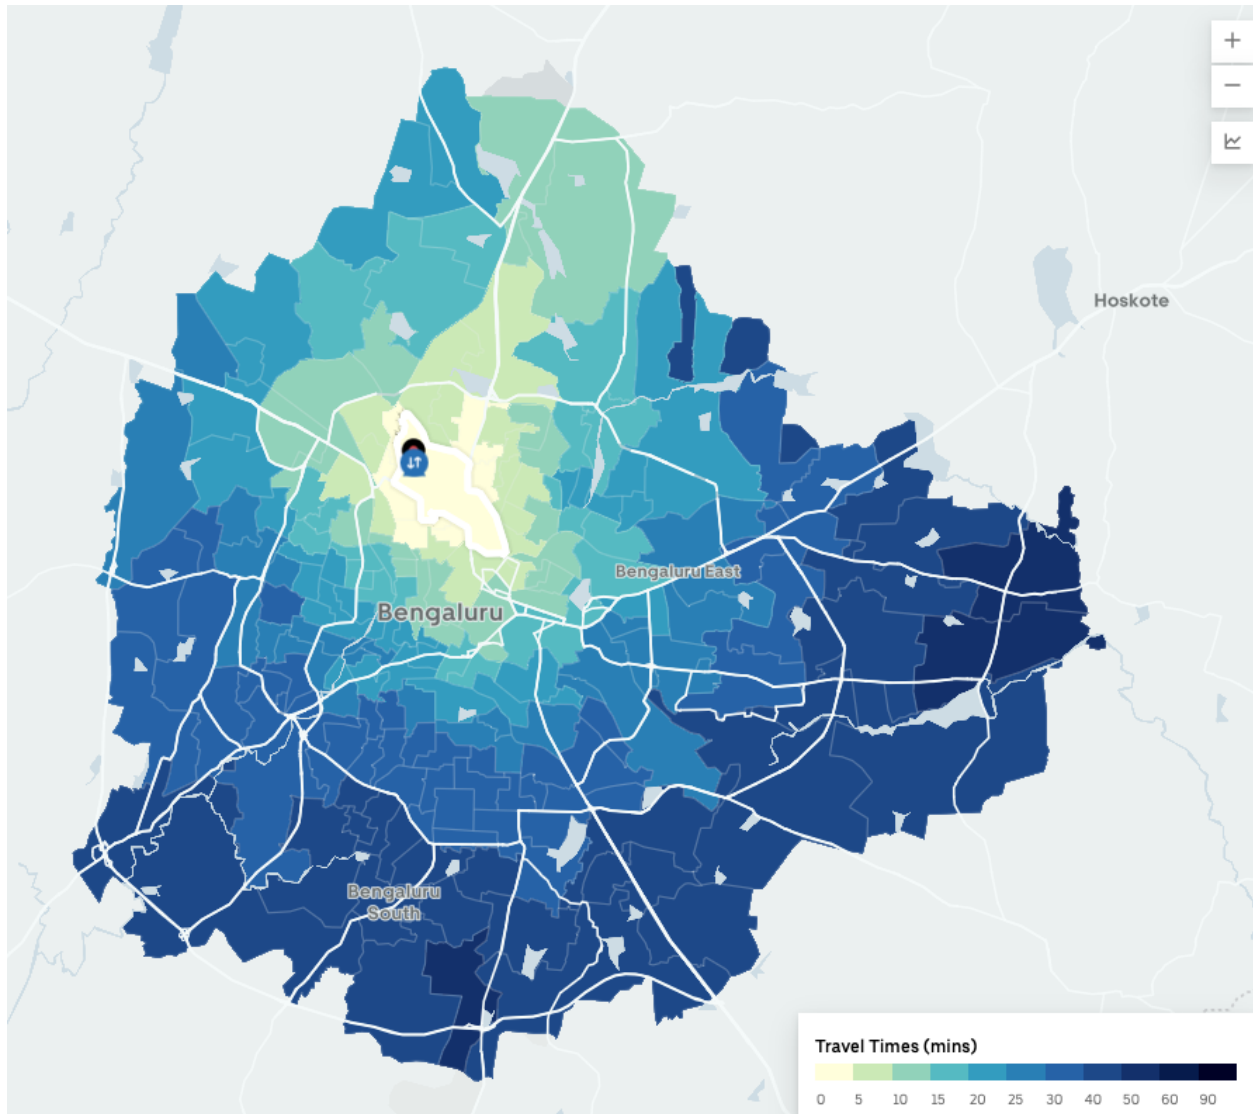 +
−
Hoskote
Bengaluru East
Bengaluru
Bengaluru
South
Travel Times (mins)
0 5 10 15 20 25 30 40 50 60 90